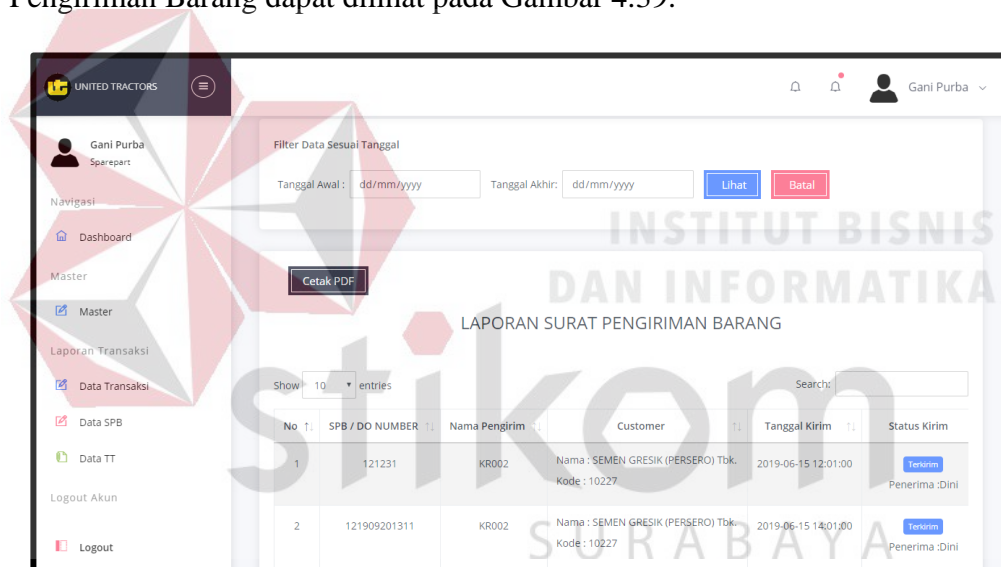 Pengiriman Barang dapat dilihat pada Gambar 4.39.
UNITED TRACTORS
Gani Purba
Gani Purba
Sparepart
Navigasi
Dashboard
Master
Master
Laporan Transaksi
Data Transaksi
Data SPB
Data TT
Logout Akun
Logout
Filter Data Sesuai Tanggal
Tanggal Awal : dd/mm/yyyy Tanggal Akhir: dd/mm/yyyy Lihat Batal
INSTITUT BISNIS
DAN INFORMATIKA
stikom
SURABAYA
Cetak PDF
LAPORAN SURAT PENGIRIMAN BARANG
Show 10 entries Search:
No SPB / DO NUMBER Nama Pengirim Customer Tanggal Kirim Status Kirim
1 121231 KR002 Nama : SEMEN GRESIK (PERSERO) Tbk. 2019-06-15 12:01:00 Terkirim
Kode : 10227 Penerima :Dini
2 121909201311 KR002 Nama : SEMEN GRESIK (PERSERO) Tbk. 2019-06-15 14:01:00 Terkirim
Kode : 10227 Penerima :Dini